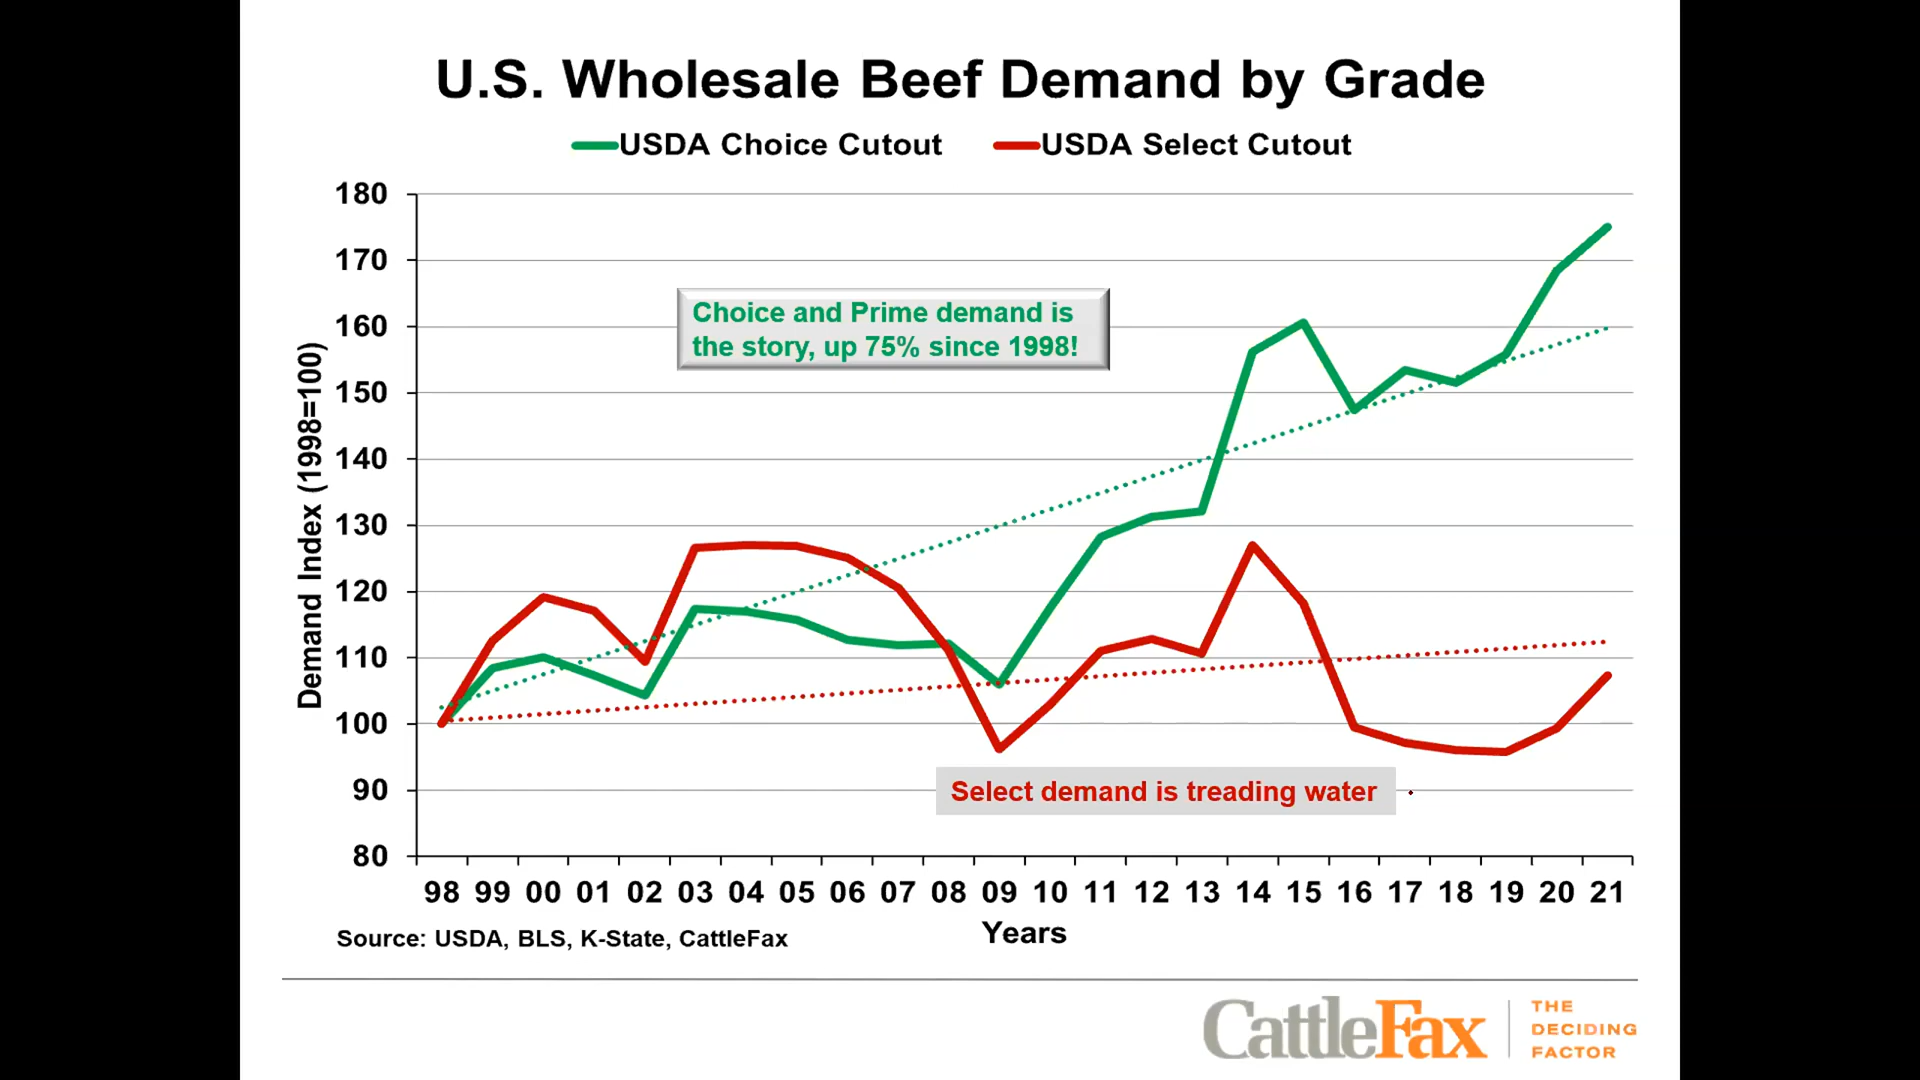 U.S. Wholesale Beef Demand by Grade
USDA Choice Cutout USDA Select Cutout
Demand Index (1998=100)
180
170
160
150
140
130
120
110
100
90
80
Choice and Prime demand is
the story, up 75% since 1998!
Select demand is treading water
98 99 00 01 02 03 04 05 06 07 08 09 10 11 12 13 14 15 16 17 18 19 20 21
Years
Source: USDA, BLS, K-State, CattleFax
CattleFax
THE
DECIDING
FACTOR